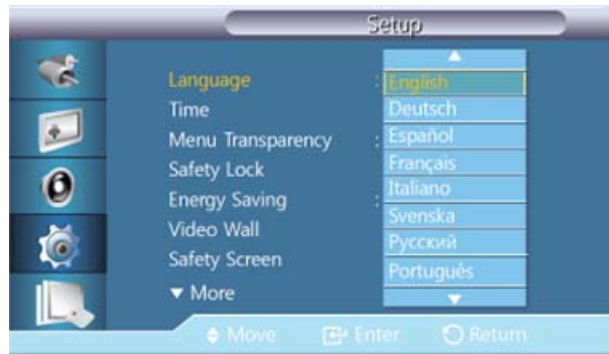 Setup
Language : English
Time Deutsch
Menu Transparency : Español
Safety Lock Français
Energy Saving : Italiano
Video Wall Svenska
Safety Screen Русский
▼ More Português
Move Enter Return